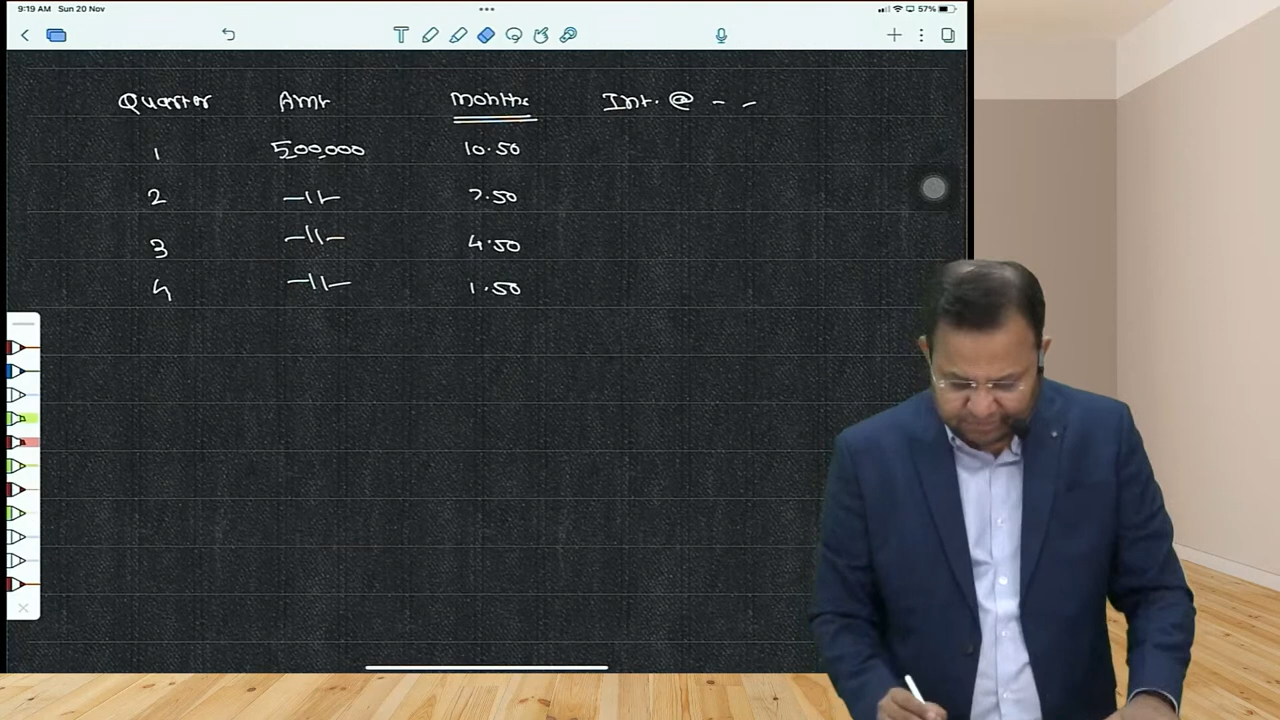 9:19 AM Sun 20 Nov
57%
Quarter Amt Months Int. @ - -
1 500,000 10.50
2 -11- 7.50
3 -11- 4.50
4 -11- 1.50